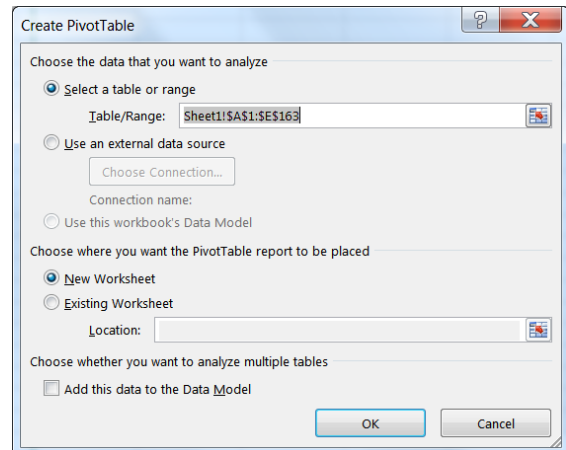 Create PivotTable
?
X
Choose the data that you want to analyze
Select a table or range
Table/Range: Sheet1!$A$1:$E$163
Use an external data source
Choose Connection...
Connection name:
Use this workbook's Data Model
Choose where you want the PivotTable report to be placed
New Worksheet
Existing Worksheet
Location:
Choose whether you want to analyze multiple tables
Add this data to the Data Model
OK Cancel